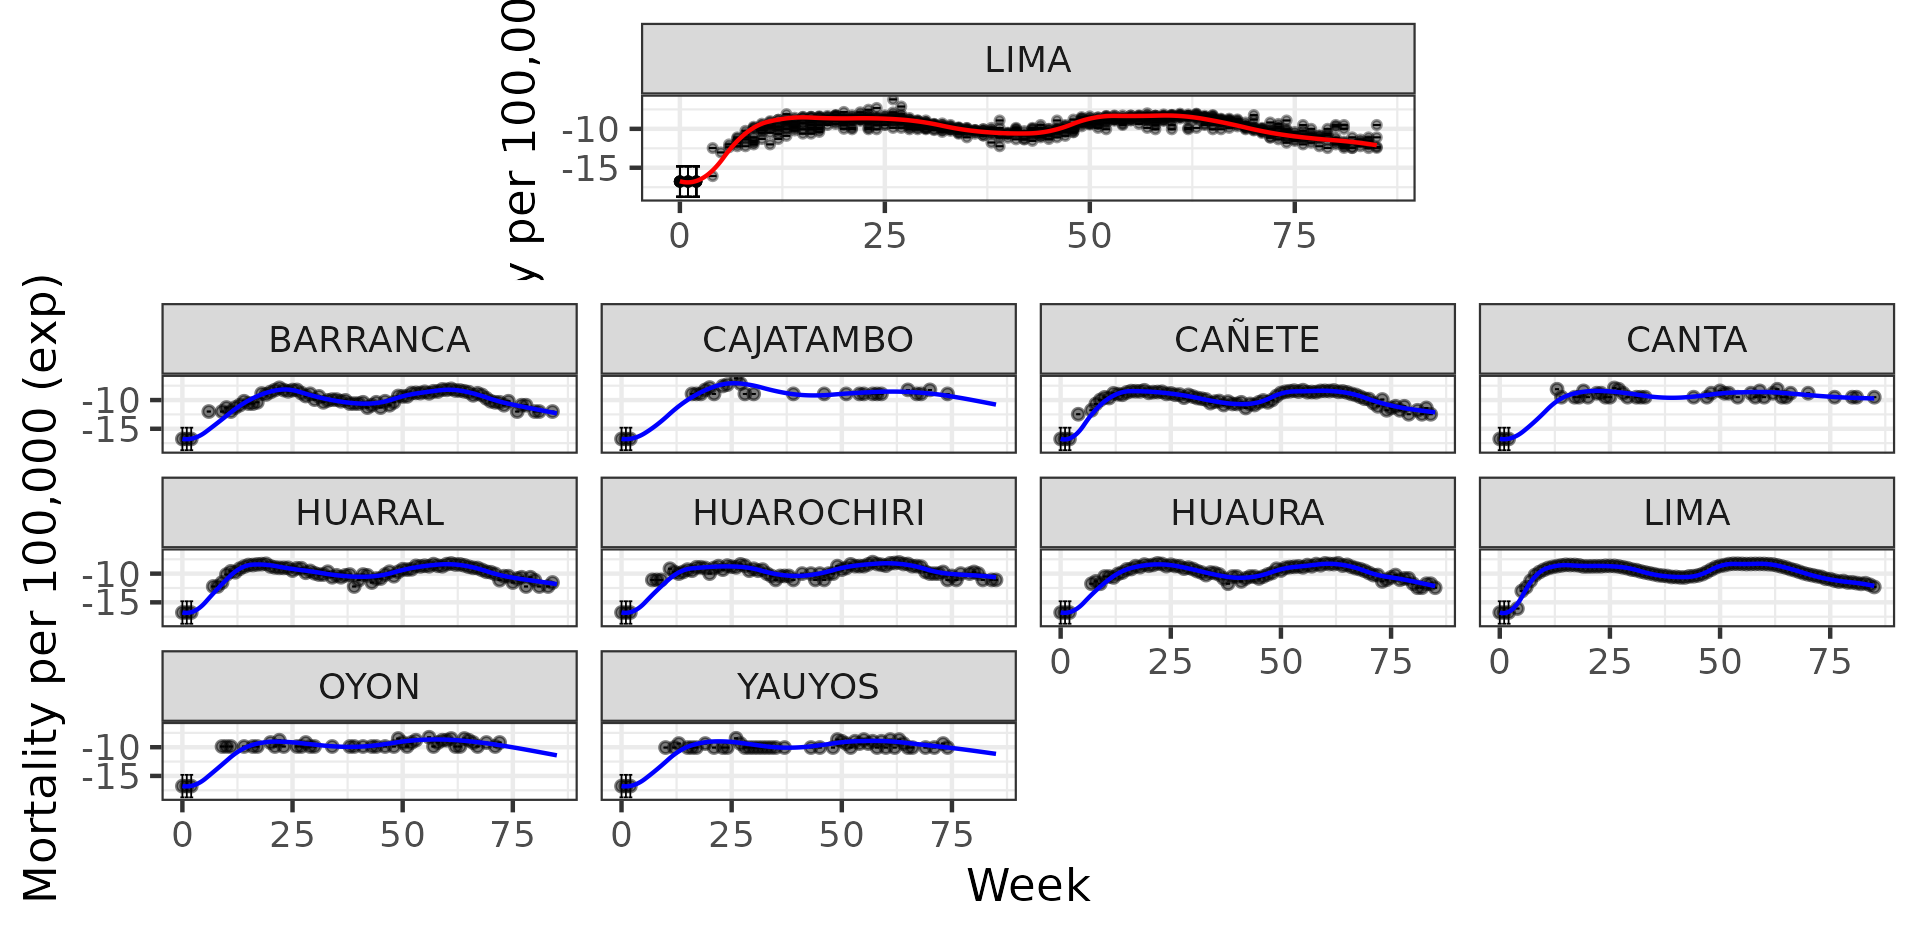 y per 100,00
LIMA
-10
-15
0 25 50 75
Mortality per 100,000 (exp)
BARRANCA CAJATAMBO CAÑETE CANTA
-10
-15
HUARAL HUAROCHIRI HUAURA LIMA
-10
-15
0 25 50 75 0 25 50 75
OYON YAUYOS
-10
-15
0 25 50 75 0 25 50 75
Week